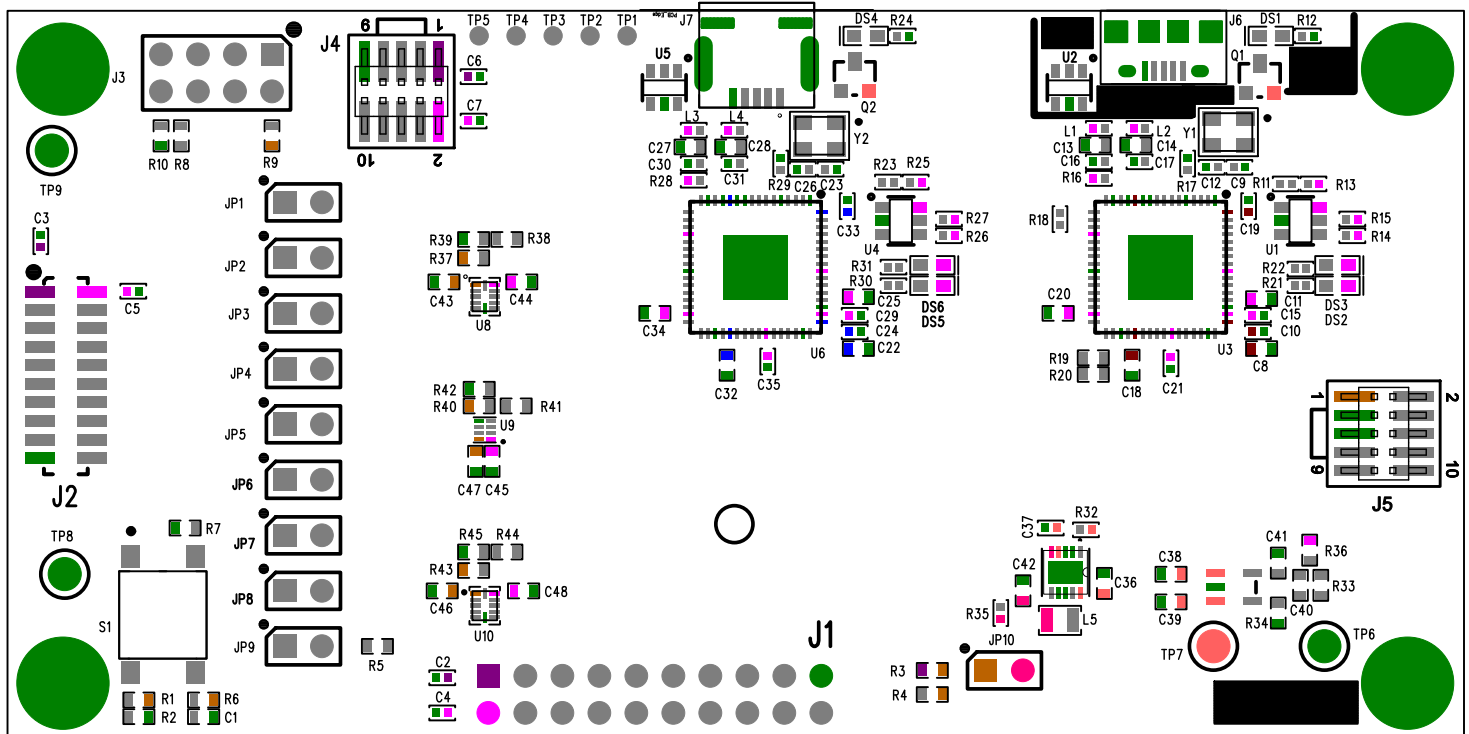 TP5 TP4 TP3 TP2 TP1
J7
PCB_Edge
DS4 R24
J6 DS1 R12
J4
9 1
10 2
J3
C6
C7
U5
Q2
U2
Q1
R10 R8
R9
TP9
L3 L4
C27 C28
C30 C31
R28
Y2
R29 C26 C23
R23 R25
L1 L2
C13 C14
C16 C17
R16
Y1
R17 C12 C9
R11 R13
JP1
JP2
JP3
JP4
JP5
JP6
JP7
JP8
JP9
C3
C5
J2
R39 R38
R37
C43 C44
U8
C33
U4
R27
R26
R31
R30
C25
C29
C24
C22
DS6
DS5
C34
U6
C32 C35
R18
C19
U1
R15
R14
R22
R21
C11
C15
C10
C8
DS3
DS2
C20
U3
R19
R20
C18 C21
R42
R40 R41
U9
C47 C45
1 2
9 10
J5
TP8
R7
S1
R1 R6
R2 C1
R5
R45 R44
R43
C46 C48
U10
C2
C4
J1
C37 R32
C42 C36
R35 L5
JP10
R3
R4
C38
C39
C41 R36
R33
R34 C40
TP7 TP6